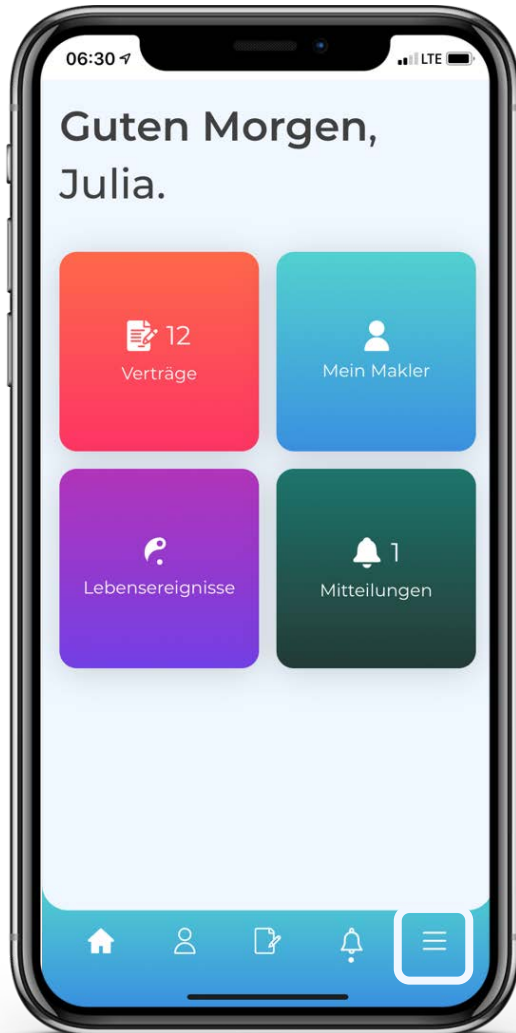 06:30
LTE
Guten Morgen,
Julia.
12
Verträge
Mein Makler
Lebensereignisse
1
Mitteilungen